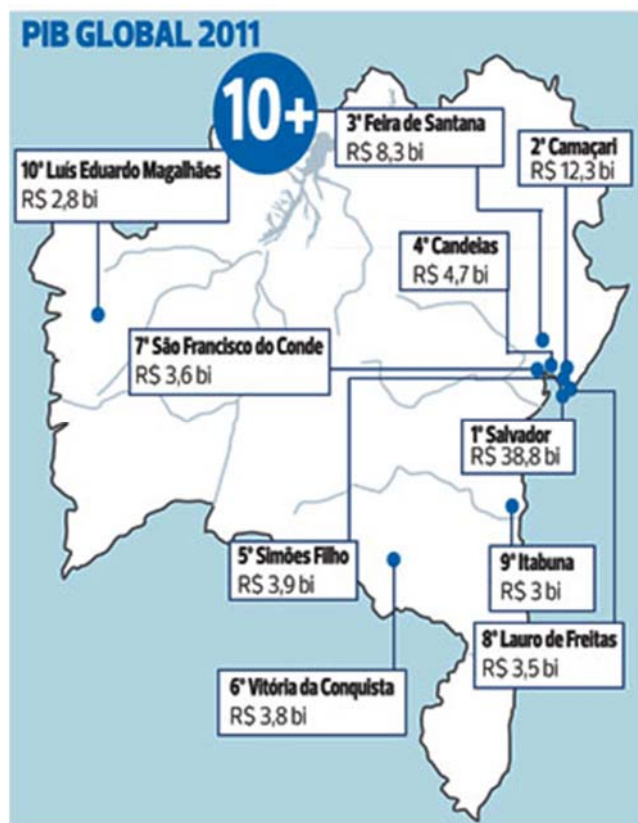 PIB GLOBAL 2011
10+
3º Feira de Santana
R$ 8,3 bi
2º Camaçari
R$ 12,3 bi
10º Luís Eduardo Magalhães
R$ 2,8 bi
4º Candeias
R$ 4,7 bi
7º São Francisco do Conde
R$ 3,6 bi
1º Salvador
R$ 38,8 bi
5º Simões Filho
R$ 3,9 bi
9º Itabuna
R$ 3 bi
8º Lauro de Freitas
R$ 3,5 bi
6º Vitória da Conquista
R$ 3,8 bi